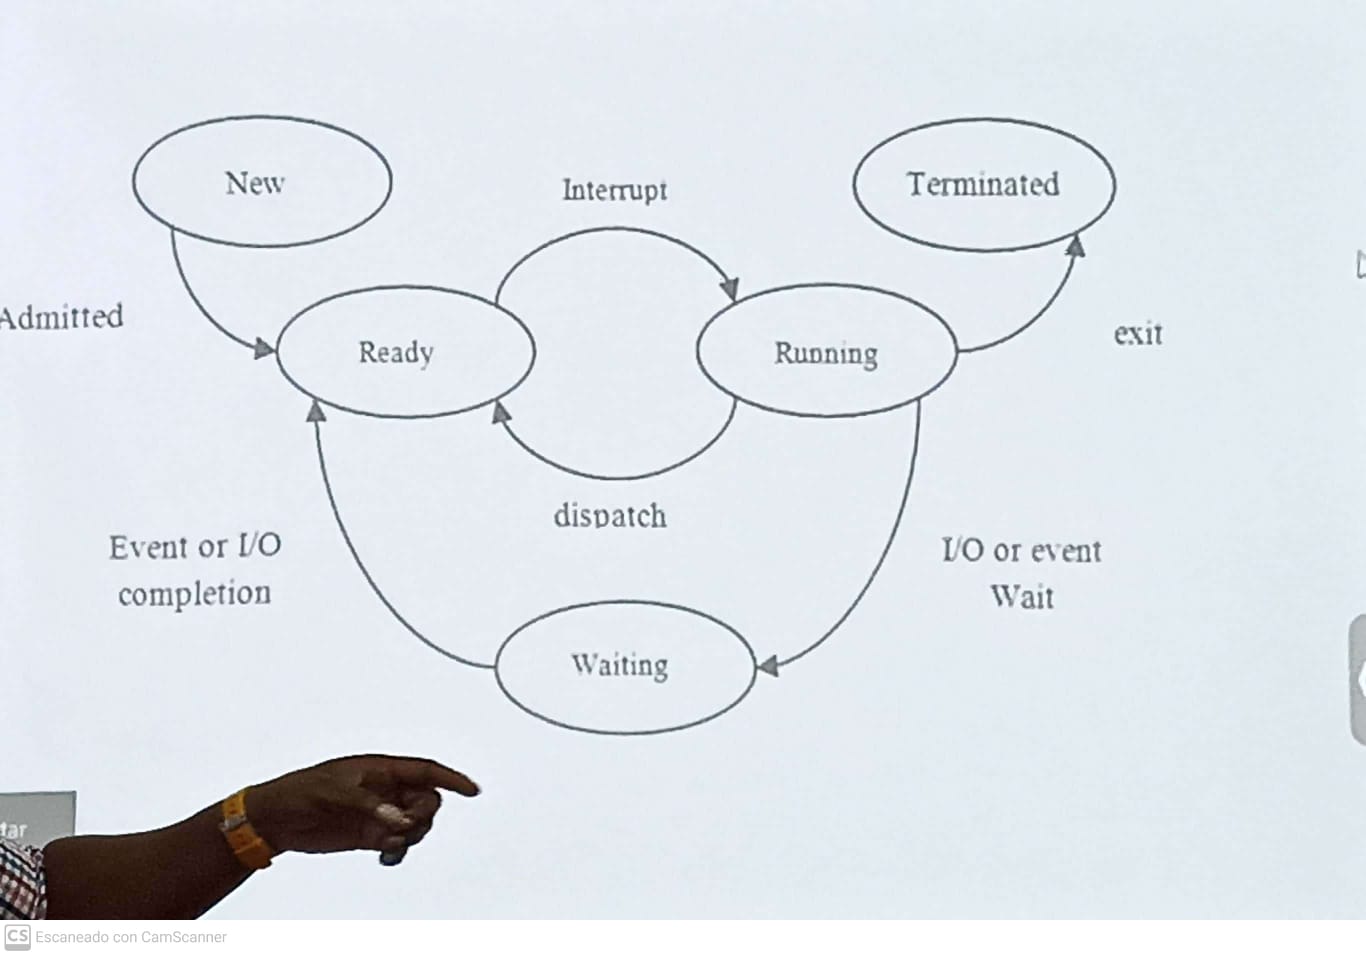 New
Interrupt
Terminated
Admitted
Ready
Running
exit
dispatch
Event or I/O
completion
I/O or event
Wait
Waiting
tar
CS Escaneado con CamScanner